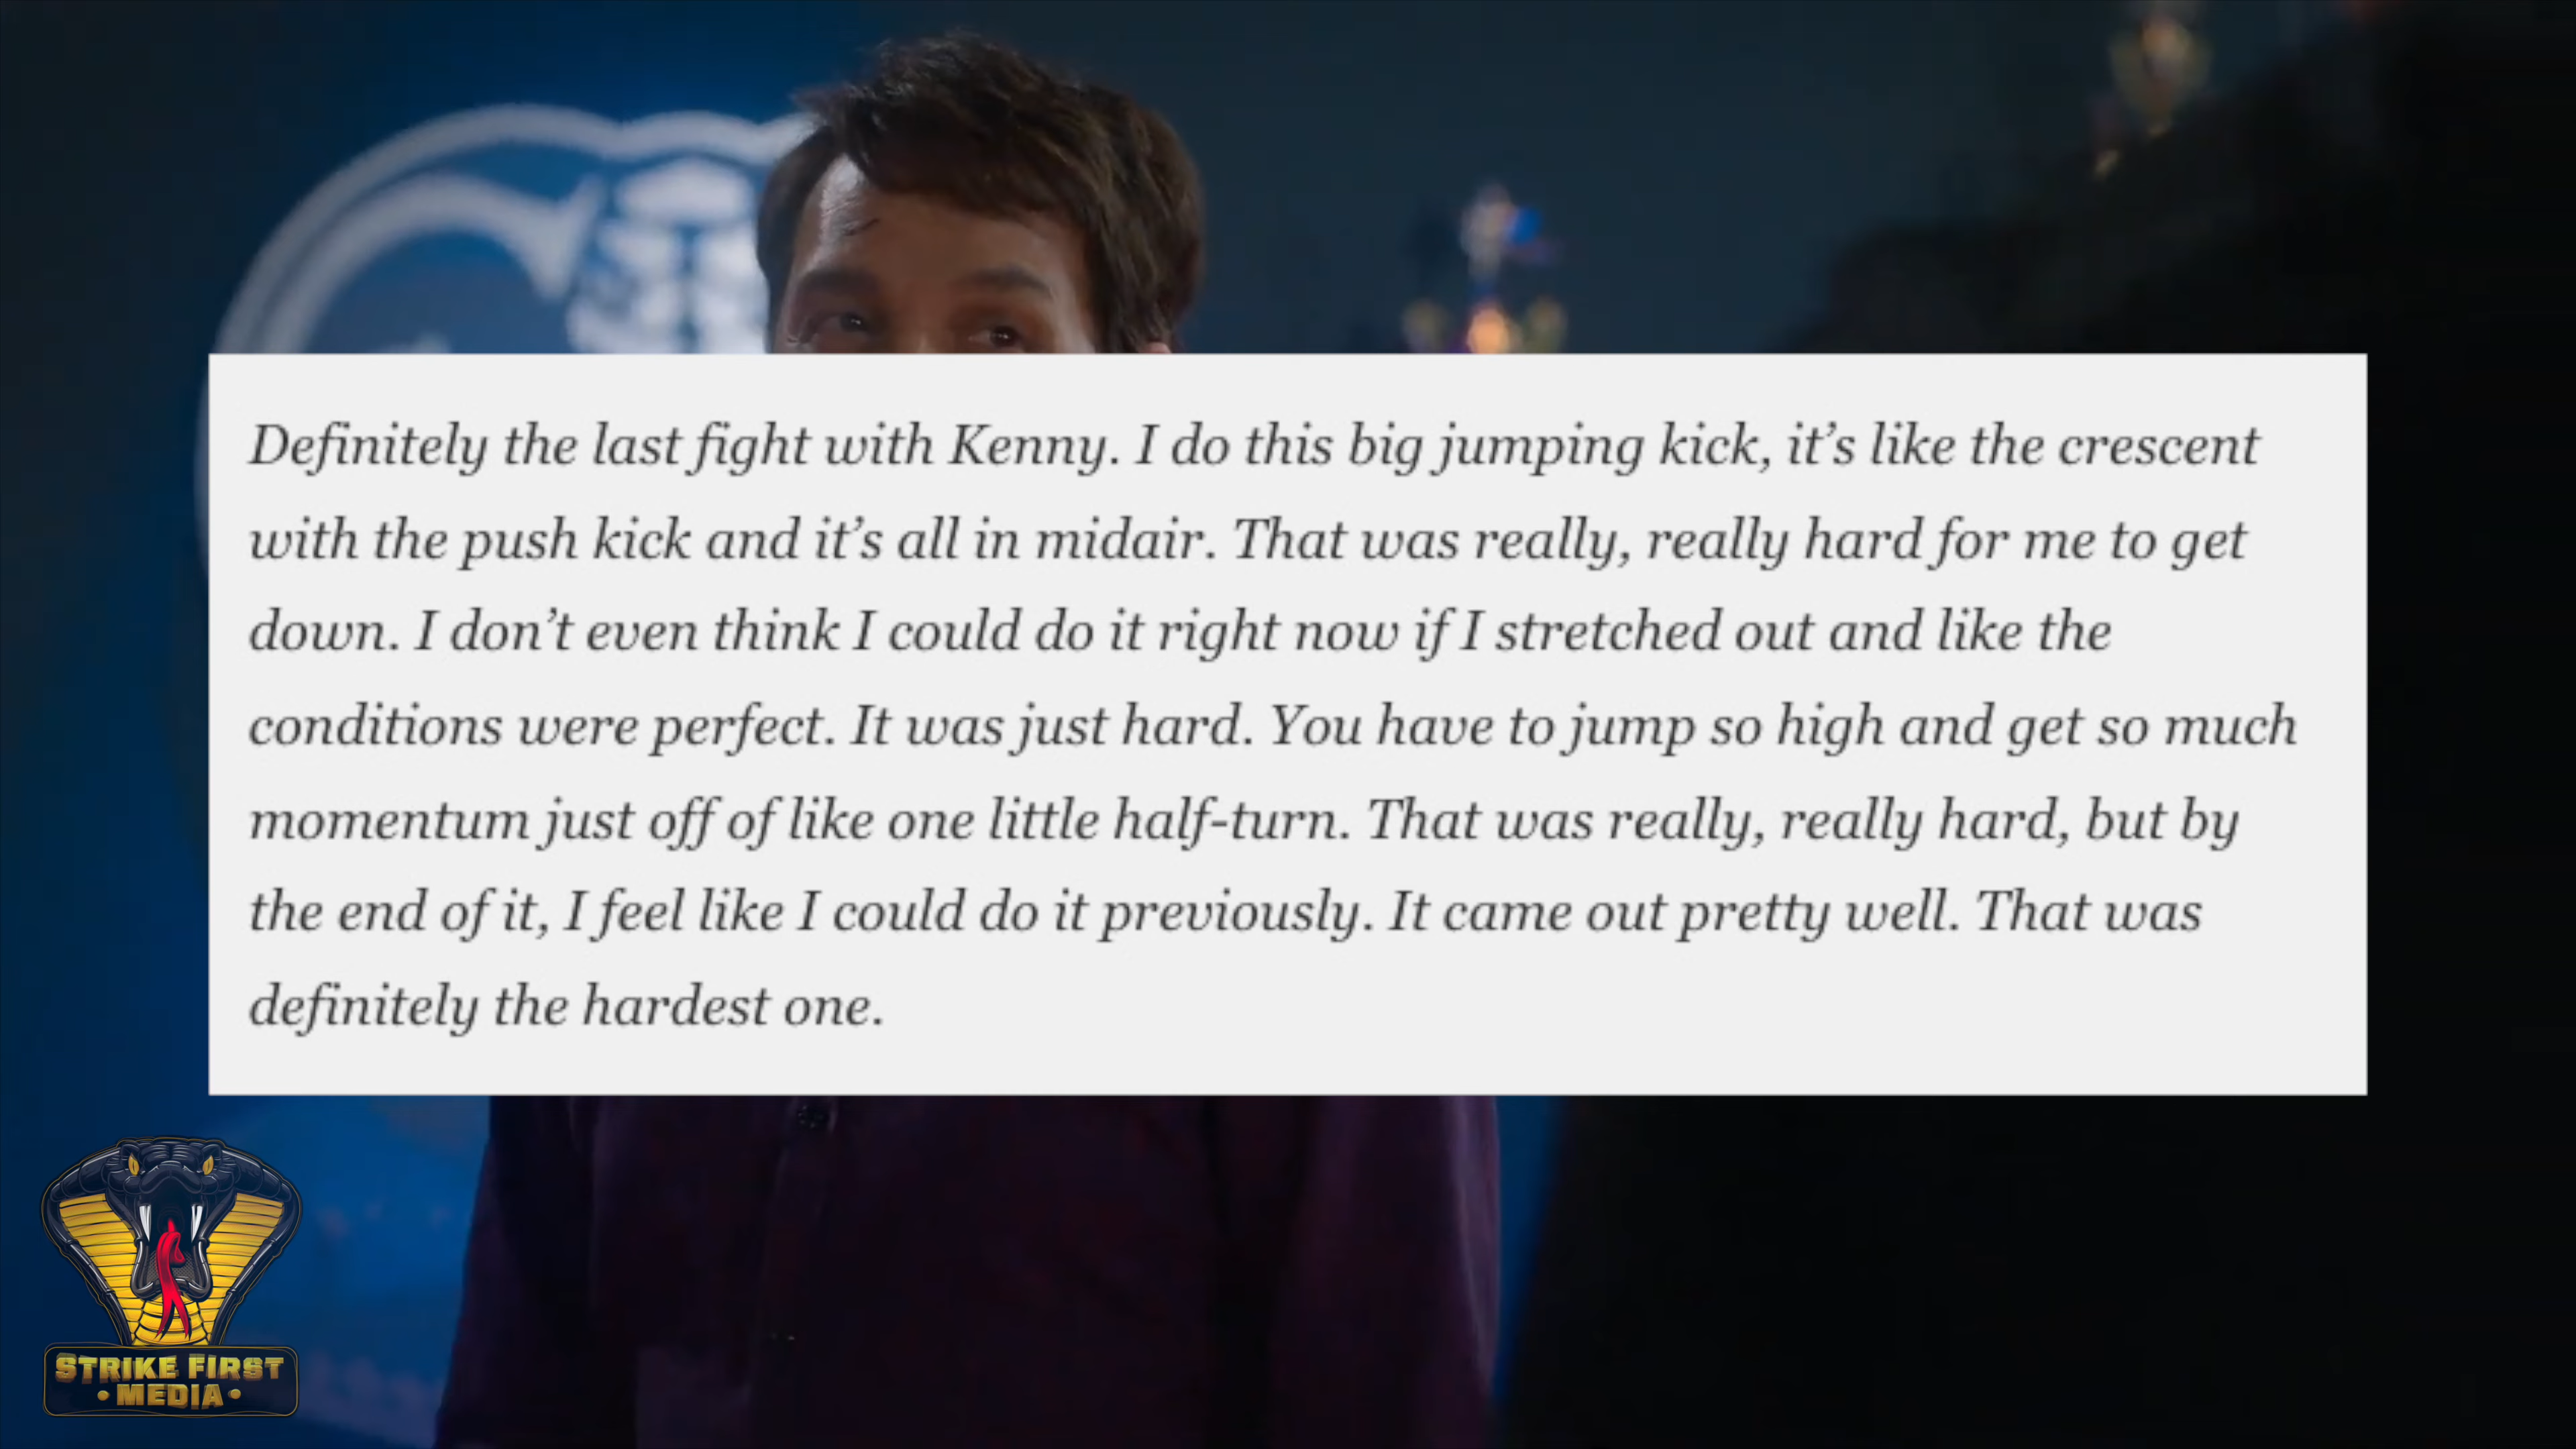 Definitely the last fight with Kenny. I do this big jumping kick, it’s like the crescent
with the push kick and it’s all in midair. That was really, really hard for me to get
down. I don’t even think I could do it right now if I stretched out and like the
conditions were perfect. It was just hard. You have to jump so high and get so much
momentum just off of like one little half-turn. That was really, really hard, but by
the end of it, I feel like I could do it previously. It came out pretty well. That was
definitely the hardest one.
STRIKE FIRST
• MEDIA •